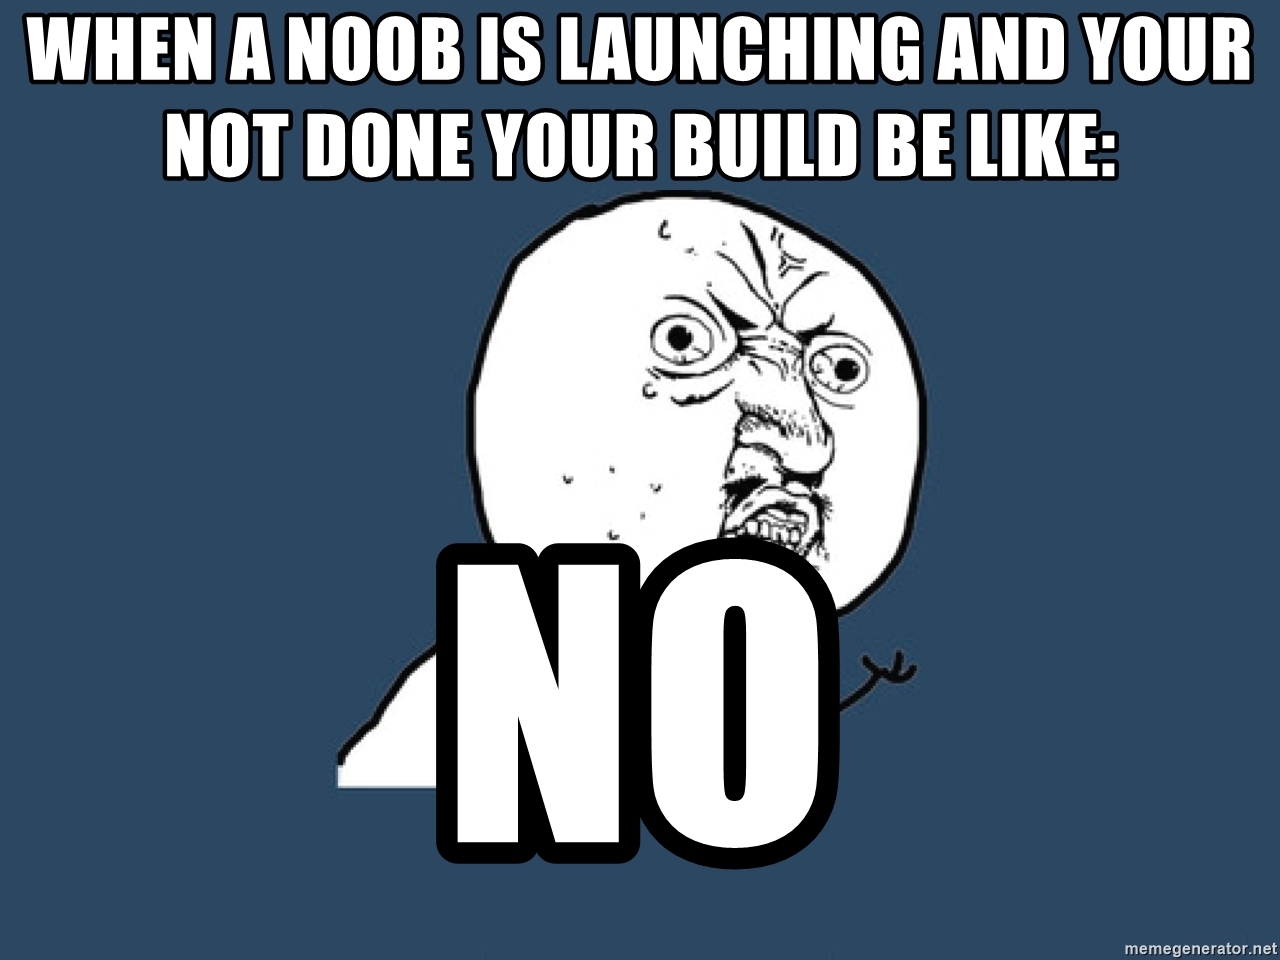 WHEN A NOOB IS LAUNCHING AND YOUR
NOT DONE YOUR BUILD BE LIKE:
NO
memegenerator.net